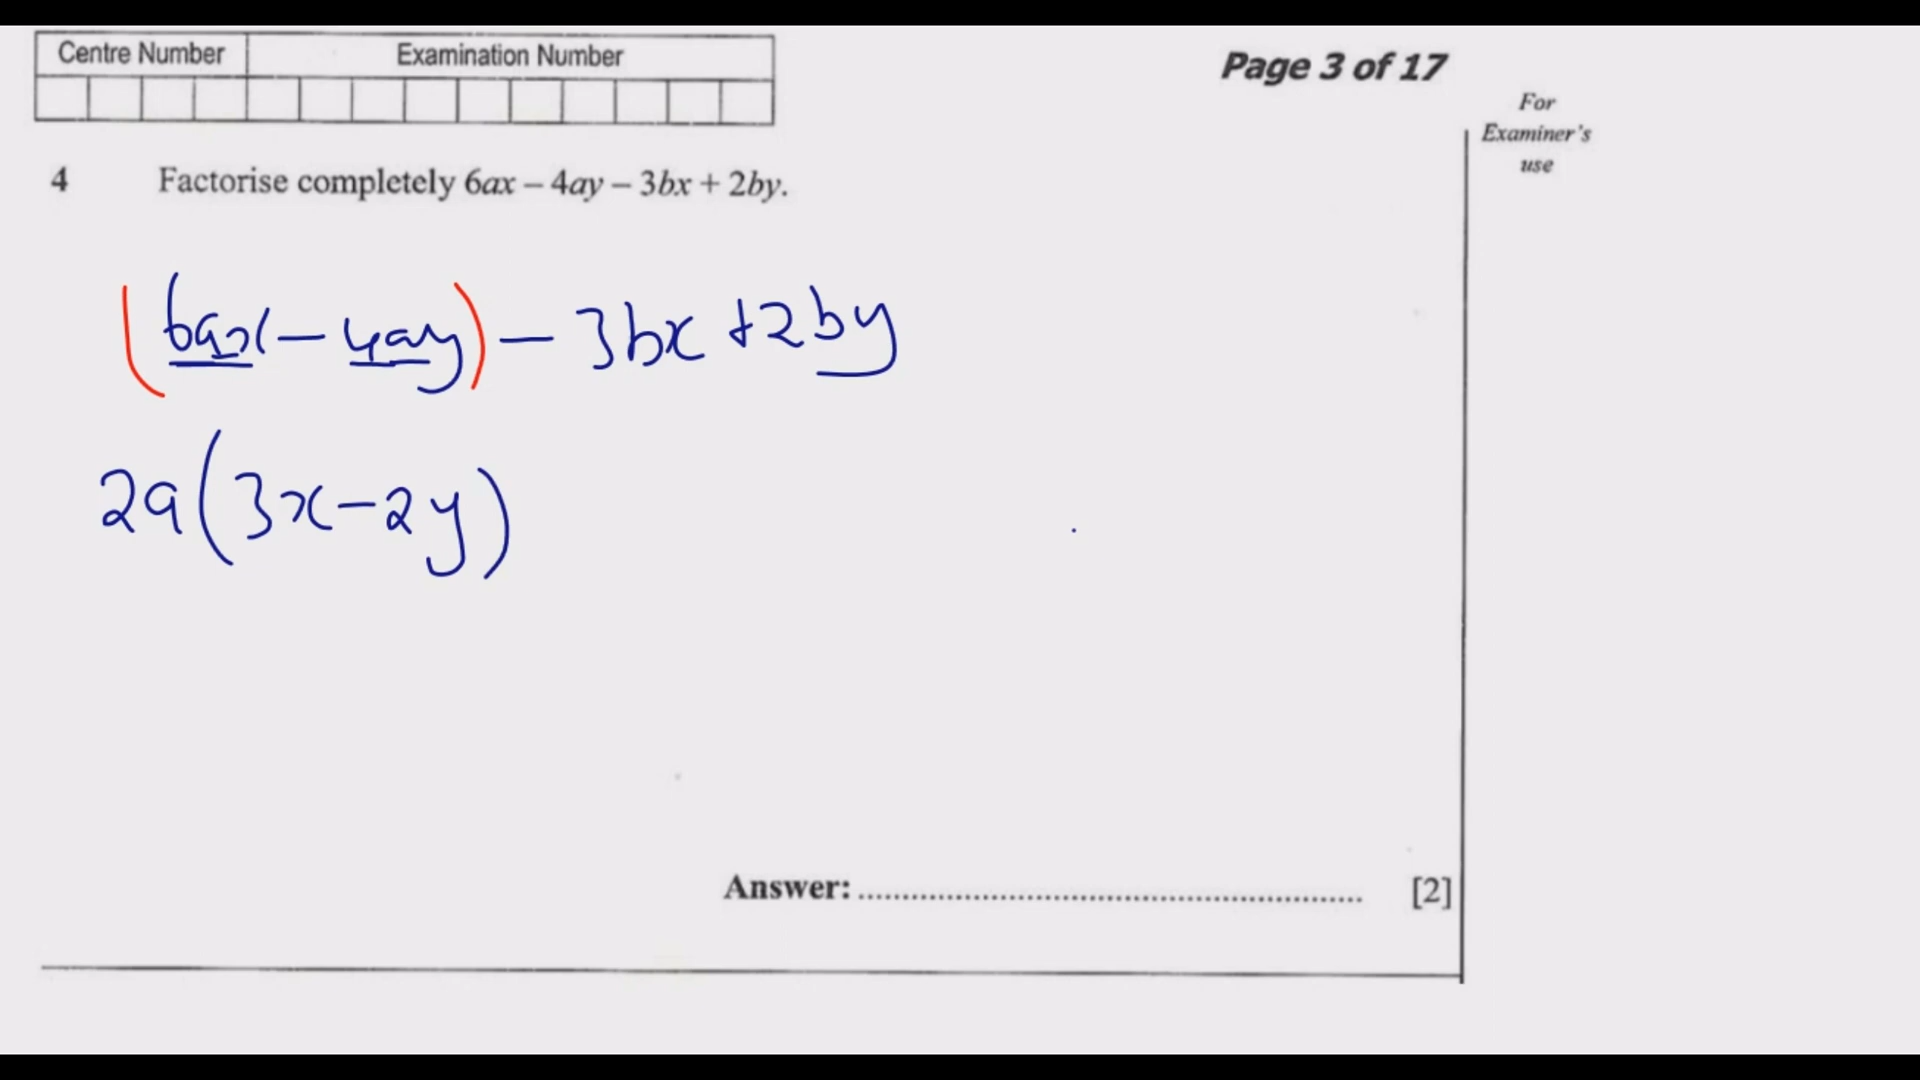 Centre Number Examination Number
Page 3 of 17
For
Examiner's
use
4 Factorise completely 6ax – 4ay – 3bx + 2by.
(6ax – 4ay) – 3bx + 2by
2a(3x – 2y)
Answer: ........................................................ [2]